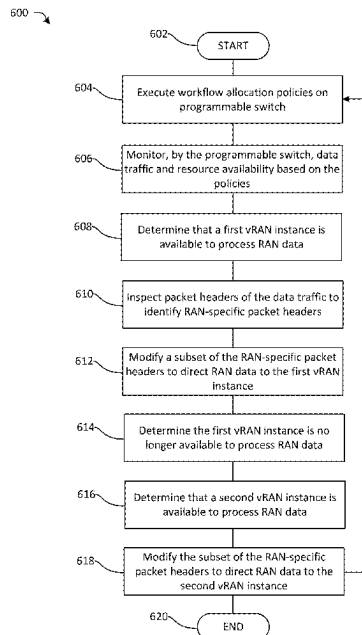 600
602
START
604
Execute workflow allocation policies on
programmable switch
606
Monitor, by the programmable switch, data
traffic and resource availability based on the
policies
608
Determine that a first vRAN instance is
available to process RAN data
610
Inspect packet headers of the data traffic to
identify RAN-specific packet headers
612
Modify a subset of the RAN-specific
packet headers to direct RAN data to the first vRAN
instance
614
Determine the first vRAN instance is no
longer available to process RAN data
616
Determine that a second vRAN instance is
available to process RAN data
618
Modify the subset of the RAN-specific
packet headers to direct RAN data to the
second vRAN instance
620
END